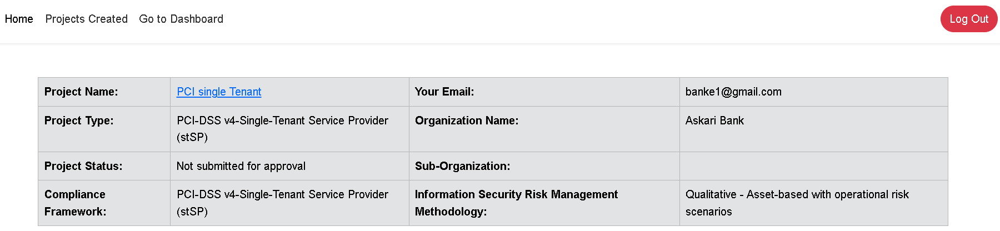 Home Projects Created Go to Dashboard Log Out
Project Name: PCI single Tenant Your Email: banke1@gmail.com
Project Type: PCI-DSS v4-Single-Tenant Service Provider Organization Name: Askari Bank
(stSP)
Project Status: Not submitted for approval Sub-Organization:
Compliance PCI-DSS v4-Single-Tenant Service Provider Information Security Risk Management Qualitative - Asset-based with operational risk
Framework: (stSP) Methodology: scenarios